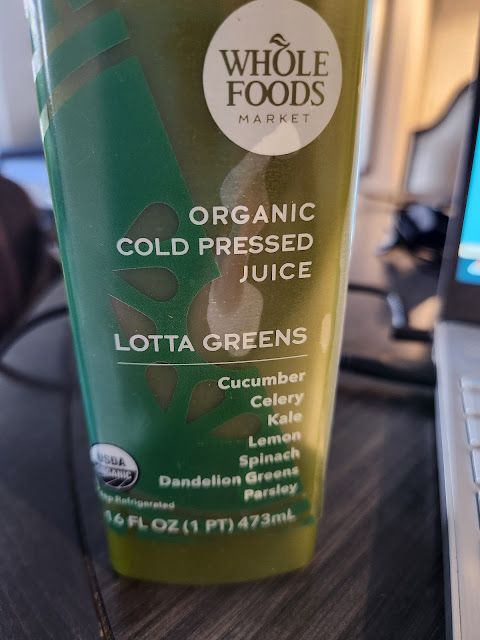 WHOLE
FOODS
MARKET
ORGANIC
COLD PRESSED
JUICE
LOTTA GREENS
Cucumber
Celery
Kale
Lemon
Spinach
Dandelion Greens
Parsley
USDA
ORGANIC
Refrigerated
16 FL OZ (1 PT) 473mL